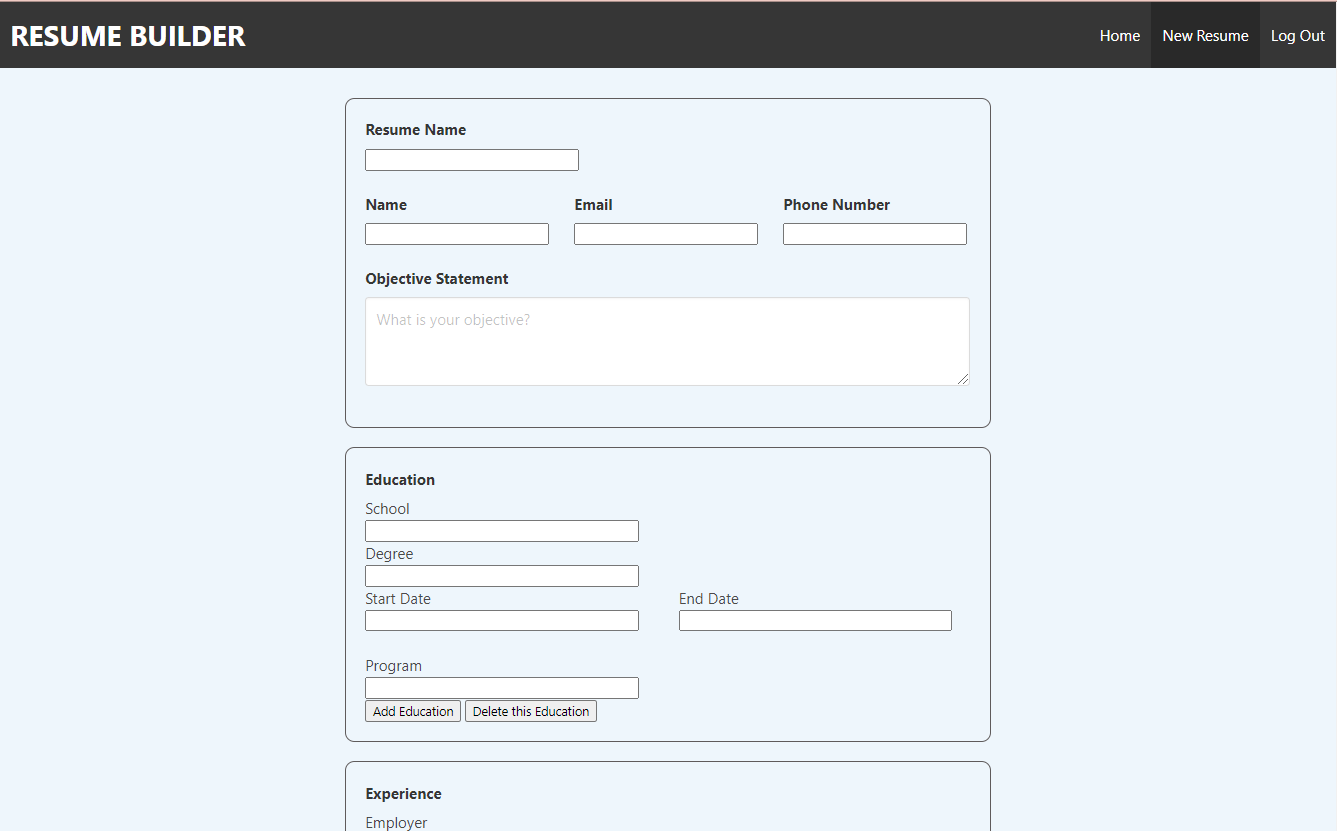 RESUME BUILDER
Home New Resume Log Out
Resume Name
Name Email Phone Number
Objective Statement
What is your objective?
Education
School
Degree
Start Date End Date
Program
Add Education Delete this Education
Experience
Employer